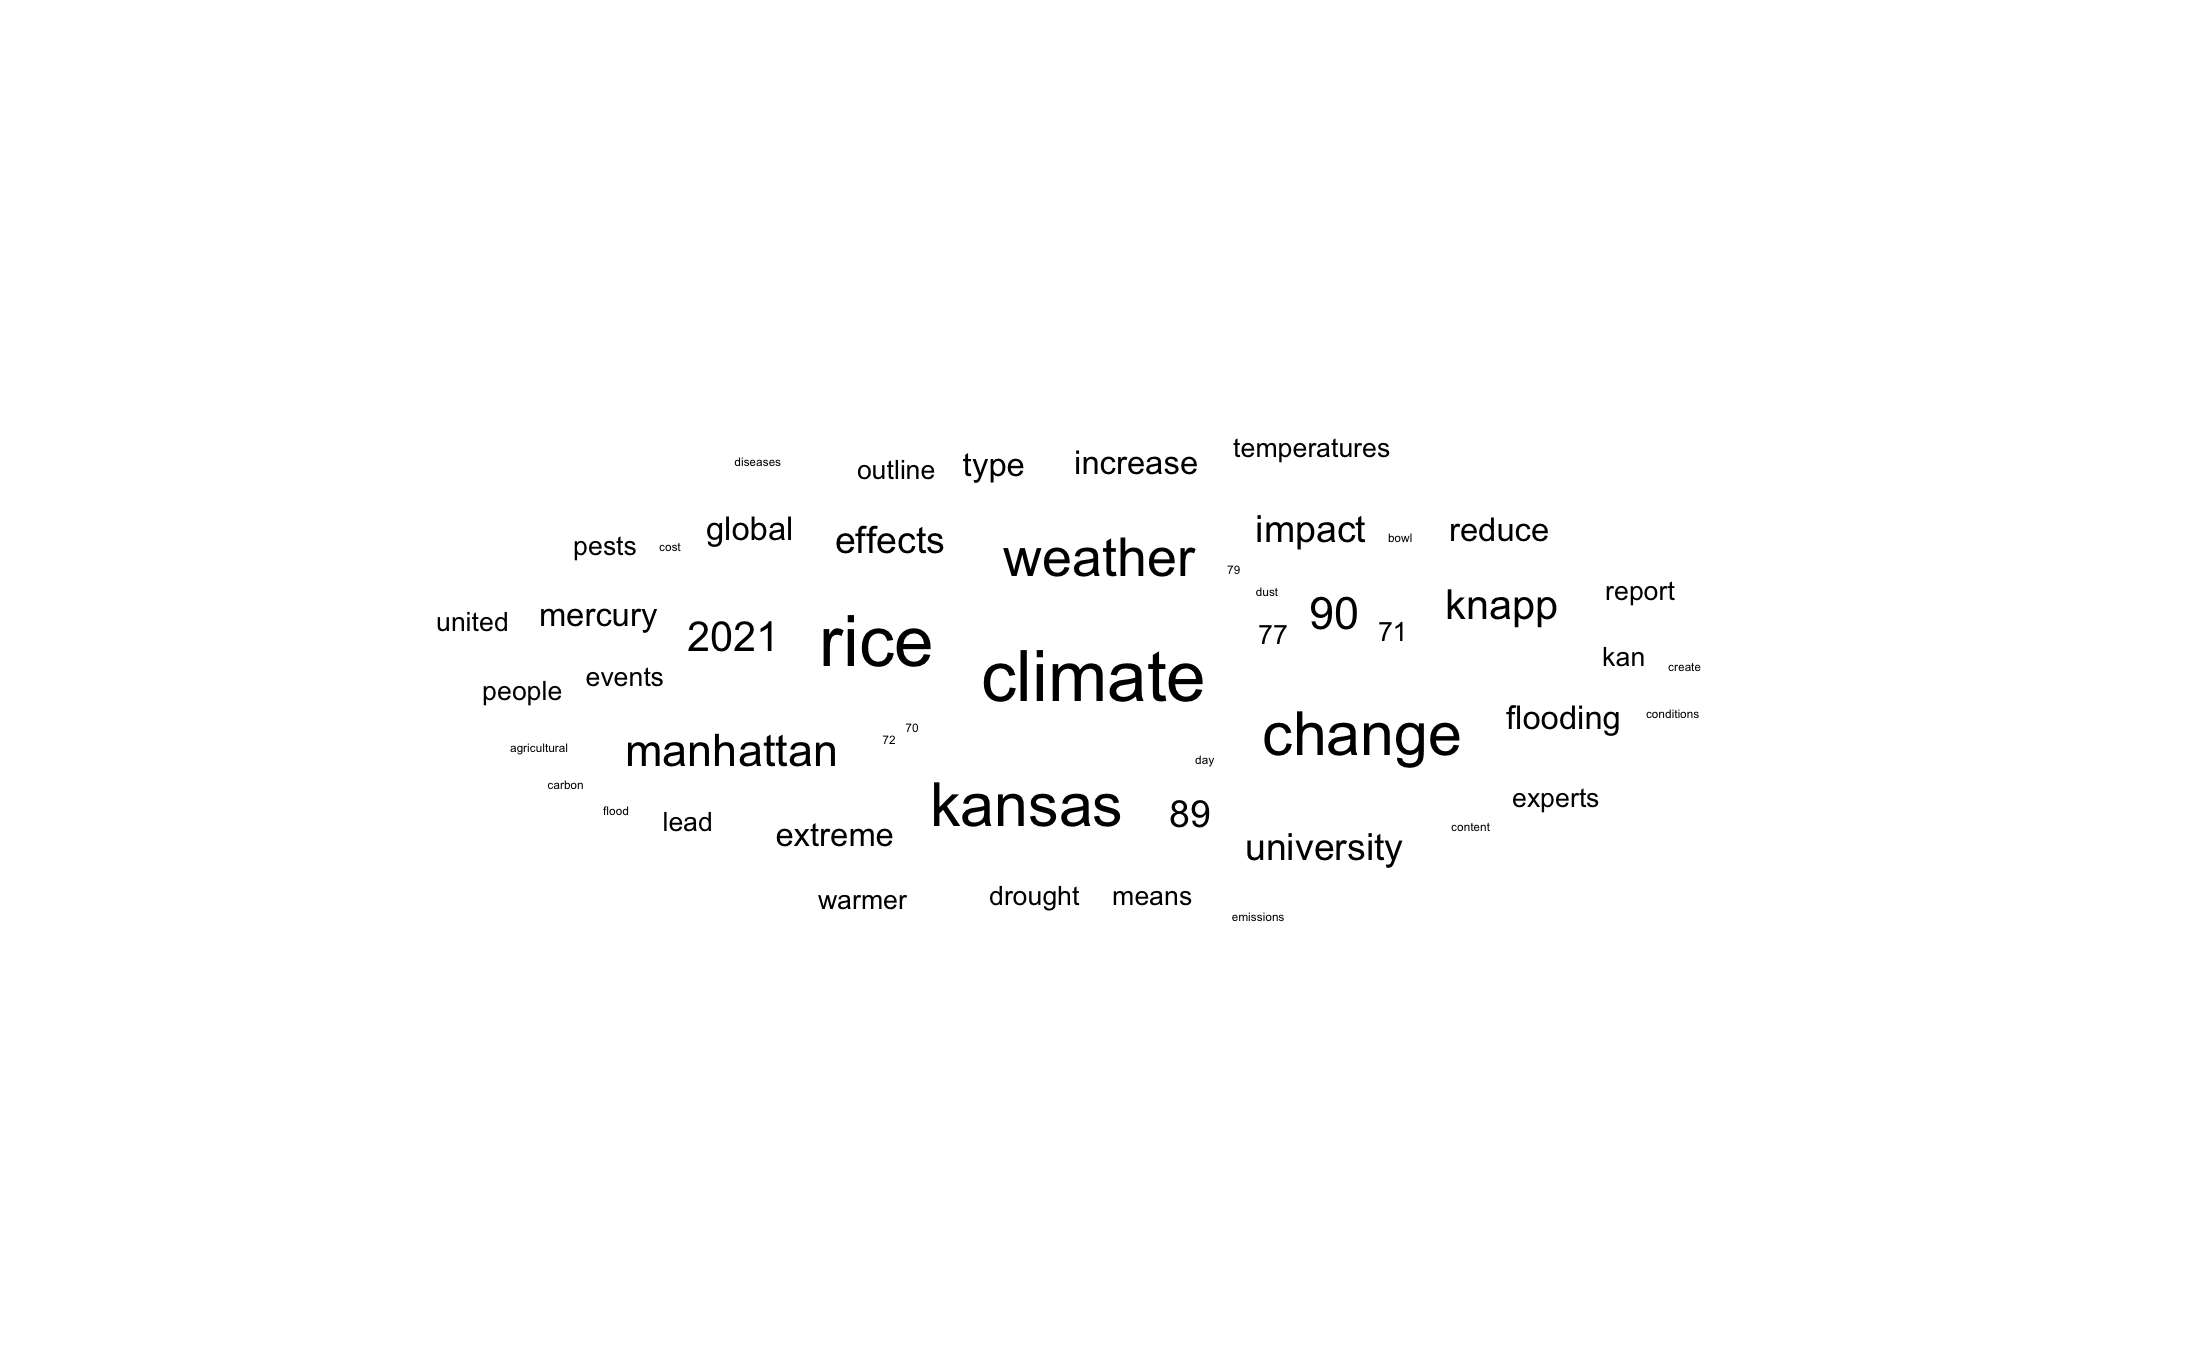 temperatures
diseases outline type increase
pests cost global effects weather impact bowl reduce
79
dust report
united mercury 2021 rice 77 90 71 knapp
kan create
people events climate
70 flooding conditions
agricultural manhattan 72 change
day
carbon
flood lead extreme kansas 89 experts
university content
warmer drought means
emissions